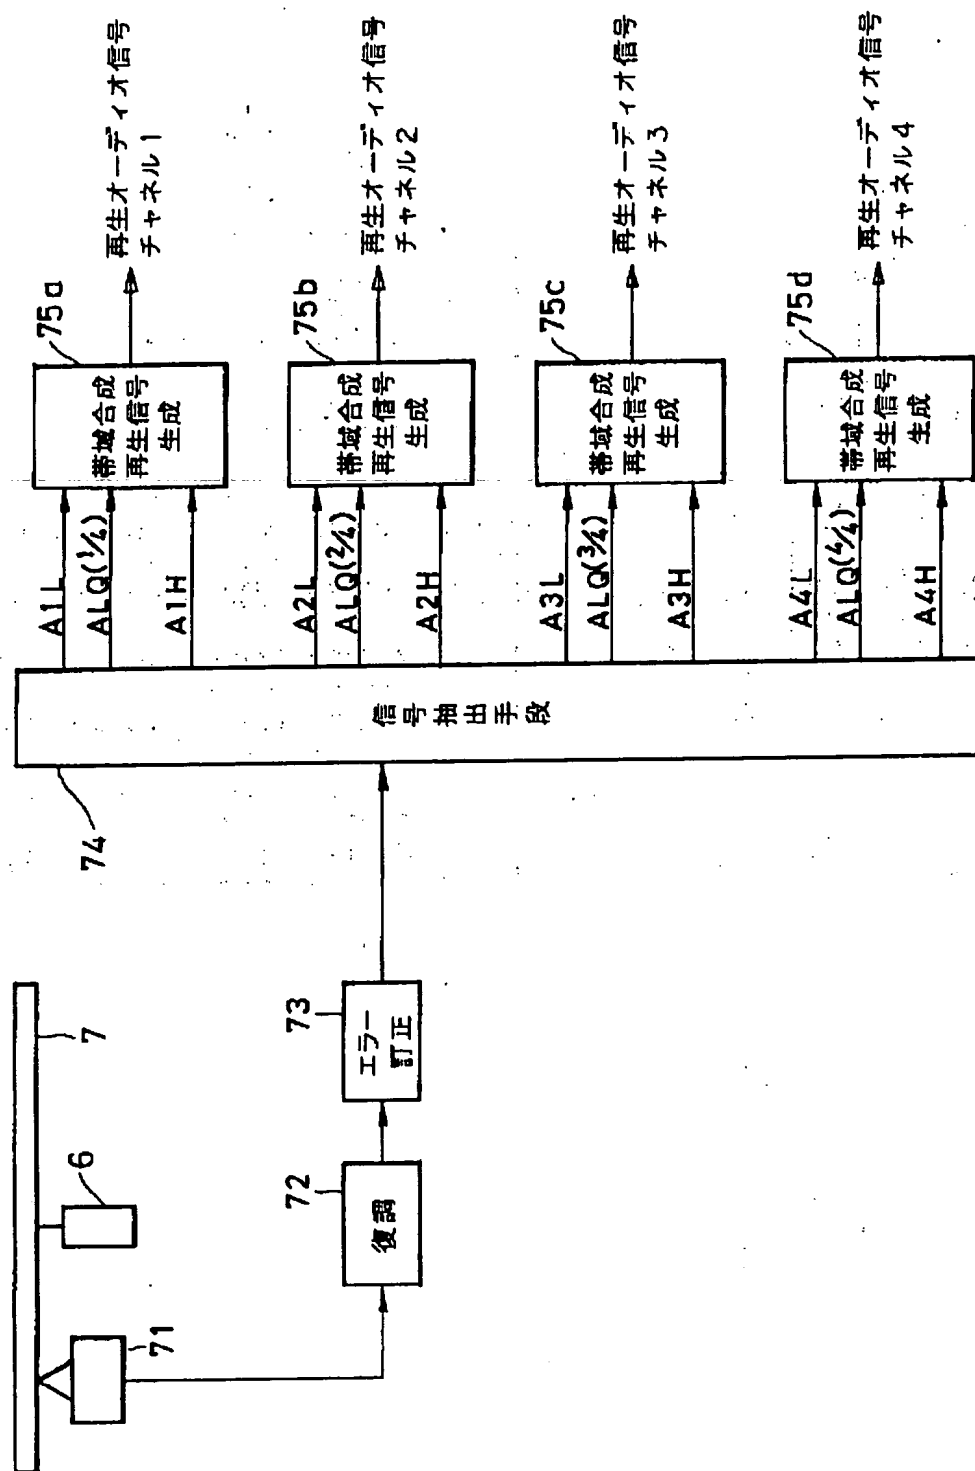 7
6
71
72
復調
73
エラー
訂正
74
信号抽出手段
A1L
ALQ(1/4)
A1H
75a
帯域合成
再生信号
生成
再生オーディオ信号
チャネル1
A2L
ALQ(2/4)
A2H
75b
帯域合成
再生信号
生成
再生オーディオ信号
チャネル2
A3L
ALQ(3/4)
A3H
75c
帯域合成
再生信号
生成
再生オーディオ信号
チャネル3
A4L
ALQ(4/4)
A4H
75d
帯域合成
再生信号
生成
再生オーディオ信号
チャネル4